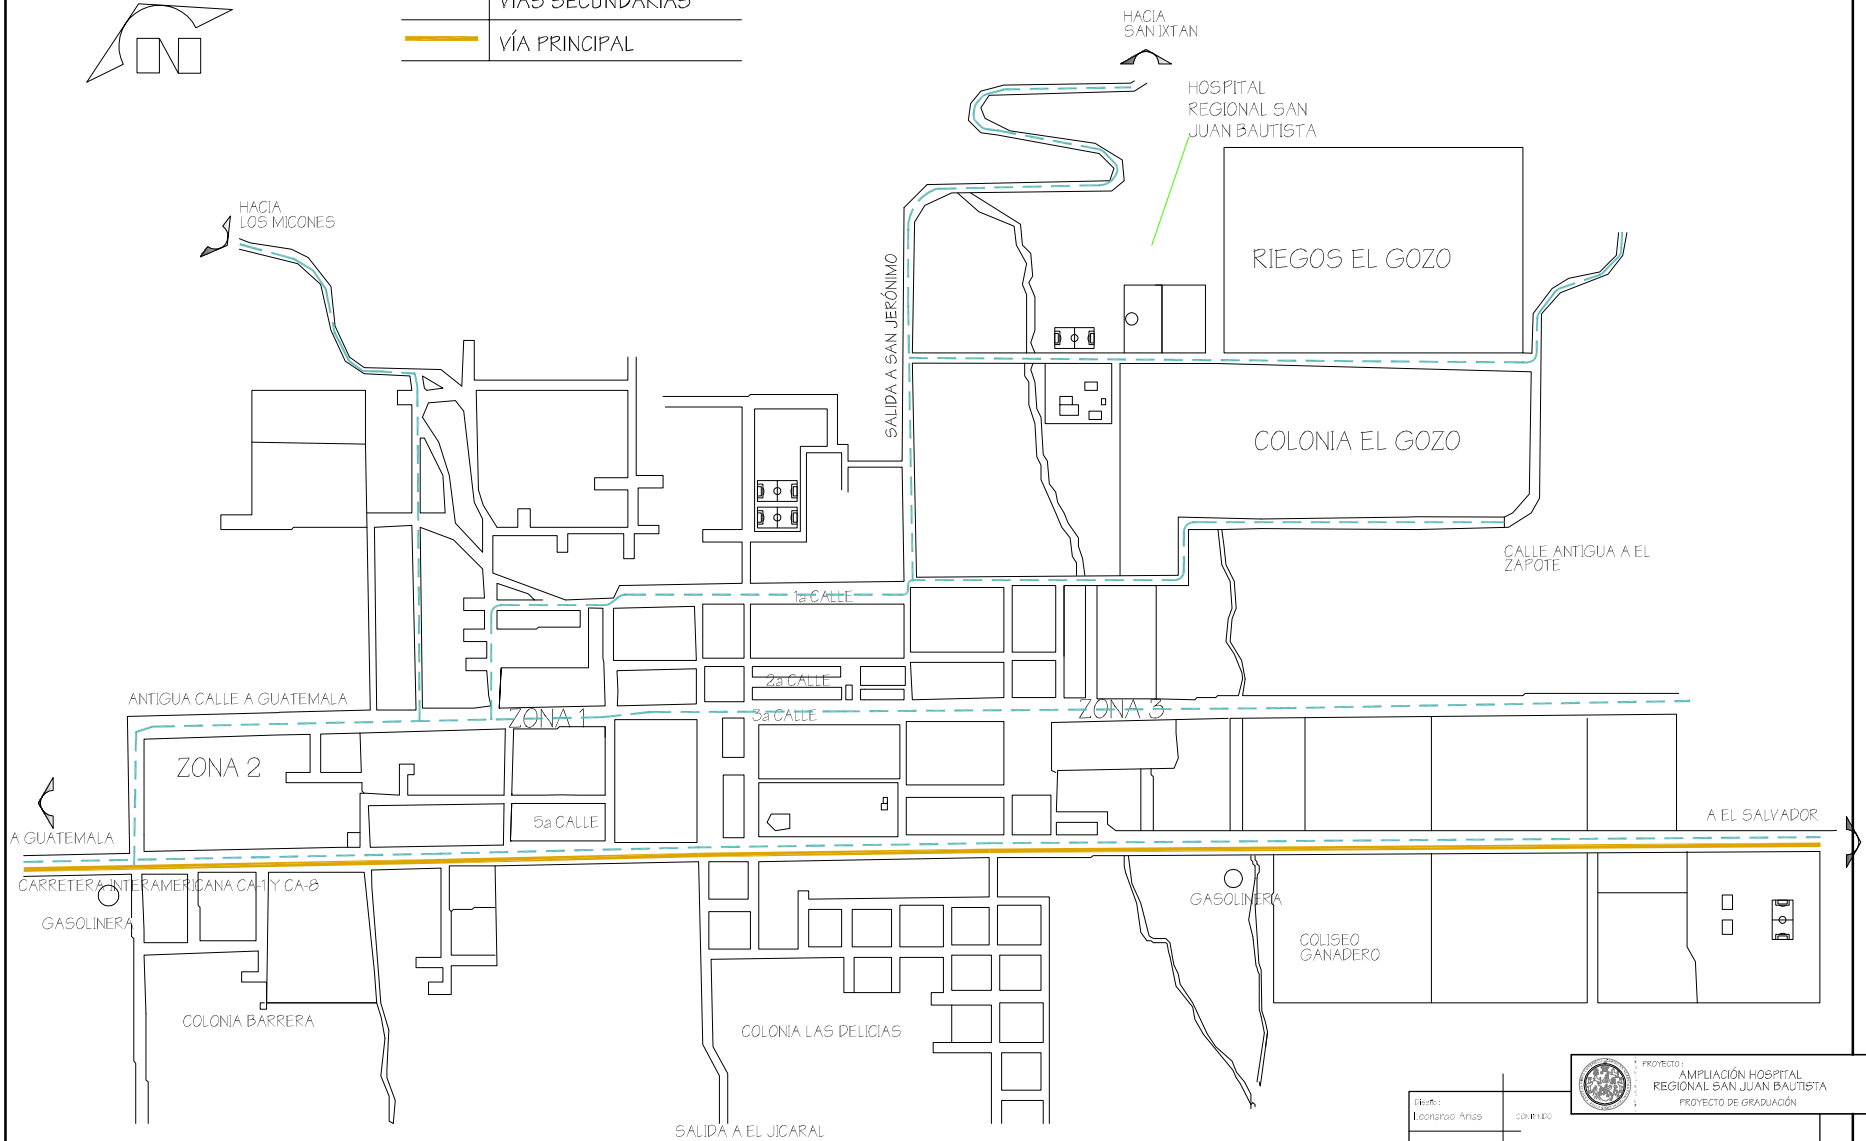 VÍAS SECUNDARIAS
VÍA PRINCIPAL
N
HACIA
SAN IXTAN
HOSPITAL
REGIONAL SAN
JUAN BAUTISTA
HACIA
LOS MICONES
RIEGOS EL GOZO
SALIDA A SAN JERÓNIMO
COLONIA EL GOZO
CALLE ANTIGUA A EL
ZAPOTE
1a CALLE
2a CALLE
ANTIGUA CALLE A GUATEMALA
ZONA 1
3a CALLE
ZONA 3
ZONA 2
5a CALLE
A GUATEMALA
A EL SALVADOR
CARRETERA INTERAMERICANA CA-1 Y CA-8
GASOLINERA
GASOLINERA
COLISEO
GANADERO
COLONIA BARRERA
COLONIA LAS DELICIAS
SALIDA A EL JICARAL
PROYECTO:
AMPLIACIÓN HOSPITAL
REGIONAL SAN JUAN BAUTISTA
PROYECTO DE GRADUACIÓN
Diseño:
Leonardo Arias
CONTENIDO